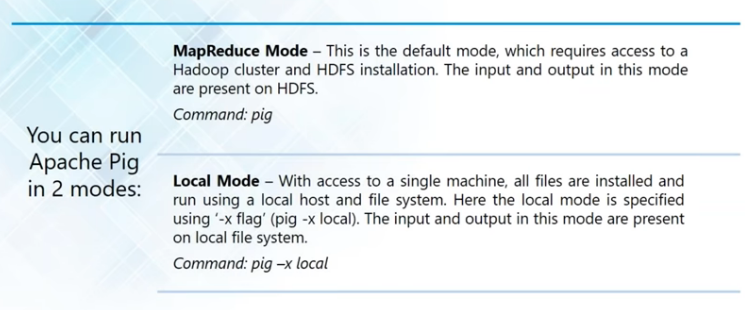 You can run
Apache Pig
in 2 modes:
MapReduce Mode – This is the default mode, which requires access to a
Hadoop cluster and HDFS installation. The input and output in this mode
are present on HDFS.
Command: pig
Local Mode – With access to a single machine, all files are installed and
run using a local host and file system. Here the local mode is specified
using ‘-x flag’ (pig -x local). The input and output in this mode are present
on local file system.
Command: pig –x local